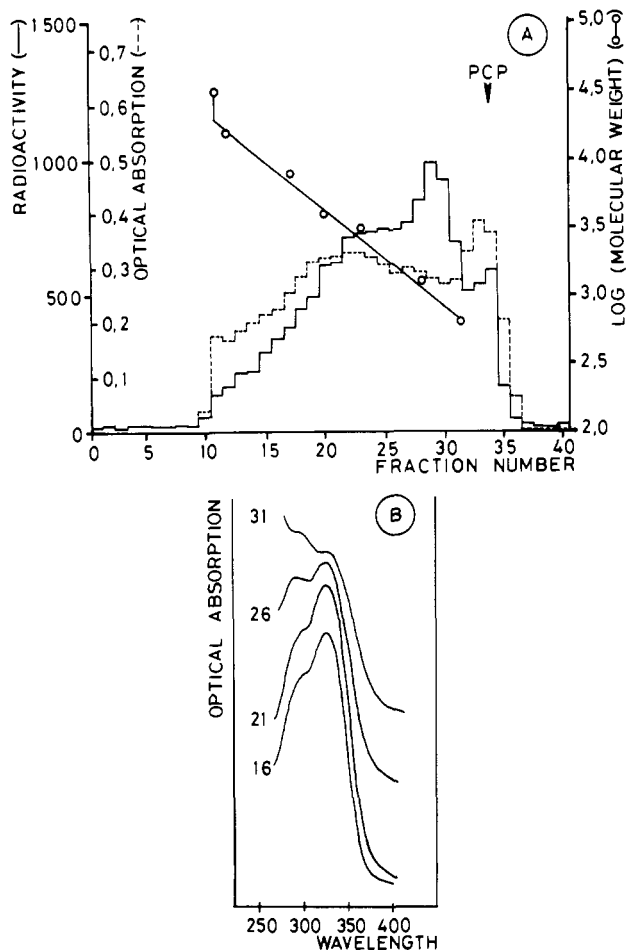 A
RADIOACTIVITY (—)
1500
1000
500
0
OPTICAL ABSORPTION (---)
0,7
0,6
0,5
0,4
0,3
0,2
0,1
PCP
5,0
4,5
4,0
3,5
3,0
2,5
2,0
LOG (MOLECULAR WEIGHT) (o—o)
0 5 10 15 20 25 30 35 40
FRACTION NUMBER
B
OPTICAL ABSORPTION
31
26
21
16
250 300 350 400
WAVELENGTH